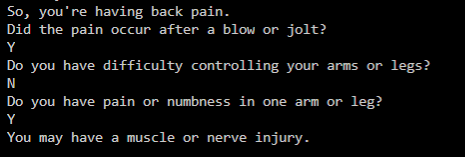 So, you're having back pain.
Did the pain occur after a blow or jolt?
Y
Do you have difficulty controlling your arms or legs?
N
Do you have pain or numbness in one arm or leg?
Y
You may have a muscle or nerve injury.